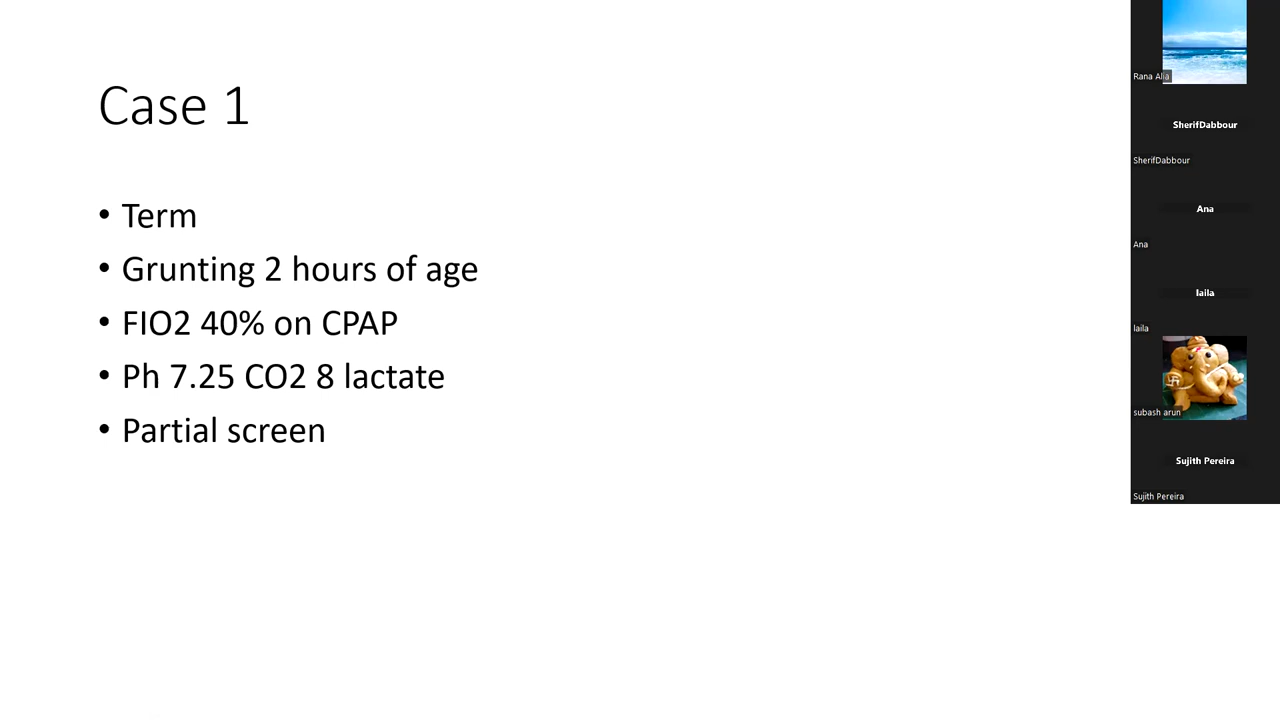 Case 1
• Term
• Grunting 2 hours of age
• FIO2 40% on CPAP
• Ph 7.25 CO2 8 lactate
• Partial screen
Rana Alia
SherifDabbour
SherifDabbour
Ana
Ana
laila
laila
subash arun
Sujith Pereira
Sujith Pereira